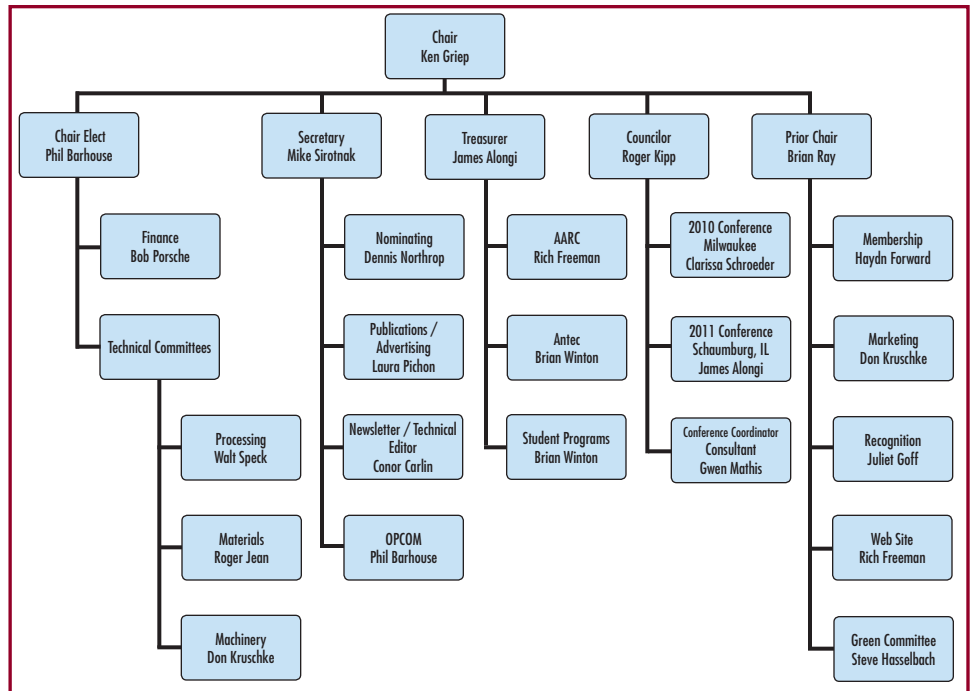 Chair
Ken Griep
Chair Elect
Phil Barhouse
Secretary
Mike Sirotnak
Treasurer
James Alongi
Councilor
Roger Kipp
Prior Chair
Brian Ray
Finance
Bob Porsche
Nominating
Dennis Northrop
AARC
Rich Freeman
2010 Conference
Milwaukee
Clarissa Schroeder
Membership
Haydn Forward
Technical Committees
Publications /
Advertising
Laura Pichon
Antec
Brian Winton
2011 Conference
Schaumburg, IL
James Alongi
Marketing
Don Kruschke
Processing
Walt Speck
Newsletter / Technical
Editor
Conor Carlin
Student Programs
Brian Winton
Conference Coordinator
Consultant
Gwen Mathis
Recognition
Juliet Goff
Materials
Roger Jean
OPCOM
Phil Barhouse
Web Site
Rich Freeman
Machinery
Don Kruschke
Green Committee
Steve Hasselbach